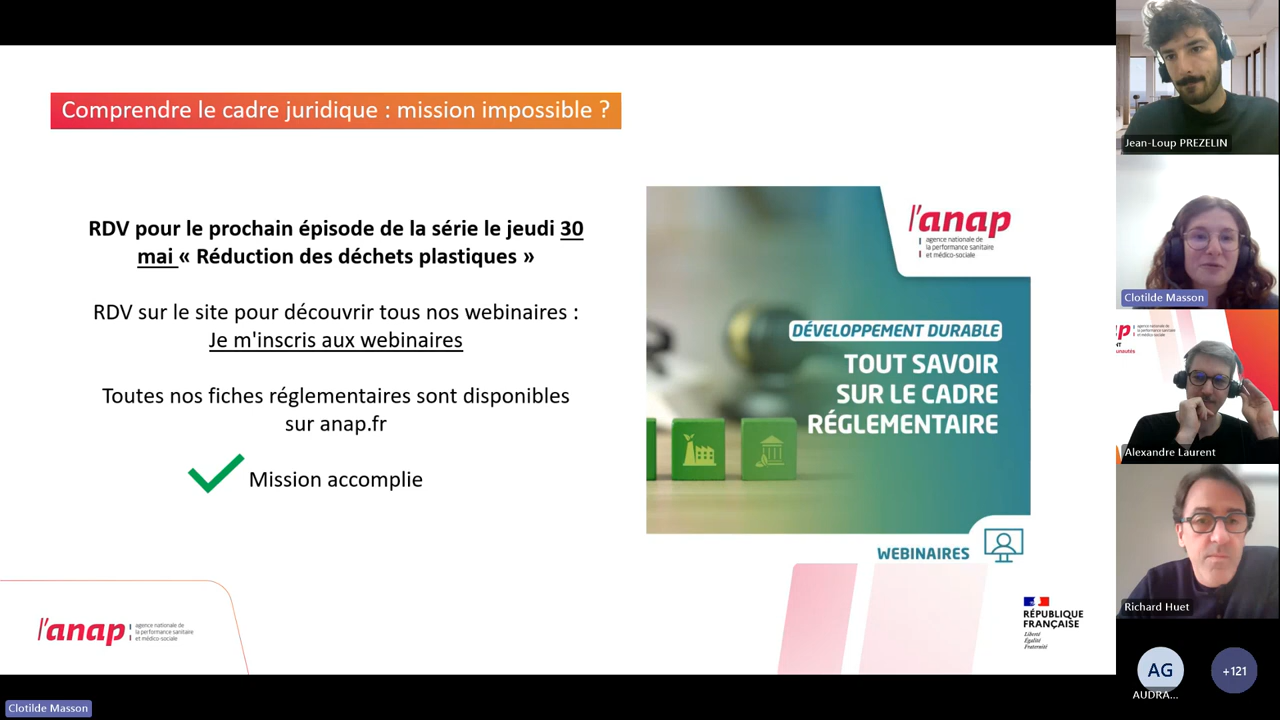 Comprendre le cadre juridique : mission impossible ?
RDV pour le prochain épisode de la série le jeudi 30
mai « Réduction des déchets plastiques »
RDV sur le site pour découvrir tous nos webinaires :
Je m'inscris aux webinaires
Toutes nos fiches réglementaires sont disponibles
sur anap.fr
Mission accomplie
l'anap
agence nationale de
la performance sanitaire
et médico-sociale
DÉVELOPPEMENT DURABLE
TOUT SAVOIR
SUR LE CADRE
RÉGLEMENTAIRE
WEBINAIRES
l'anap
agence nationale de
la performance sanitaire
et médico-sociale
RÉPUBLIQUE
FRANÇAISE
Liberté
Égalité
Fraternité
Clotilde Masson
Jean-Loup PREZELIN
Clotilde Masson
Alexandre Laurent
Richard Huet
AG
AUDRA...
+121